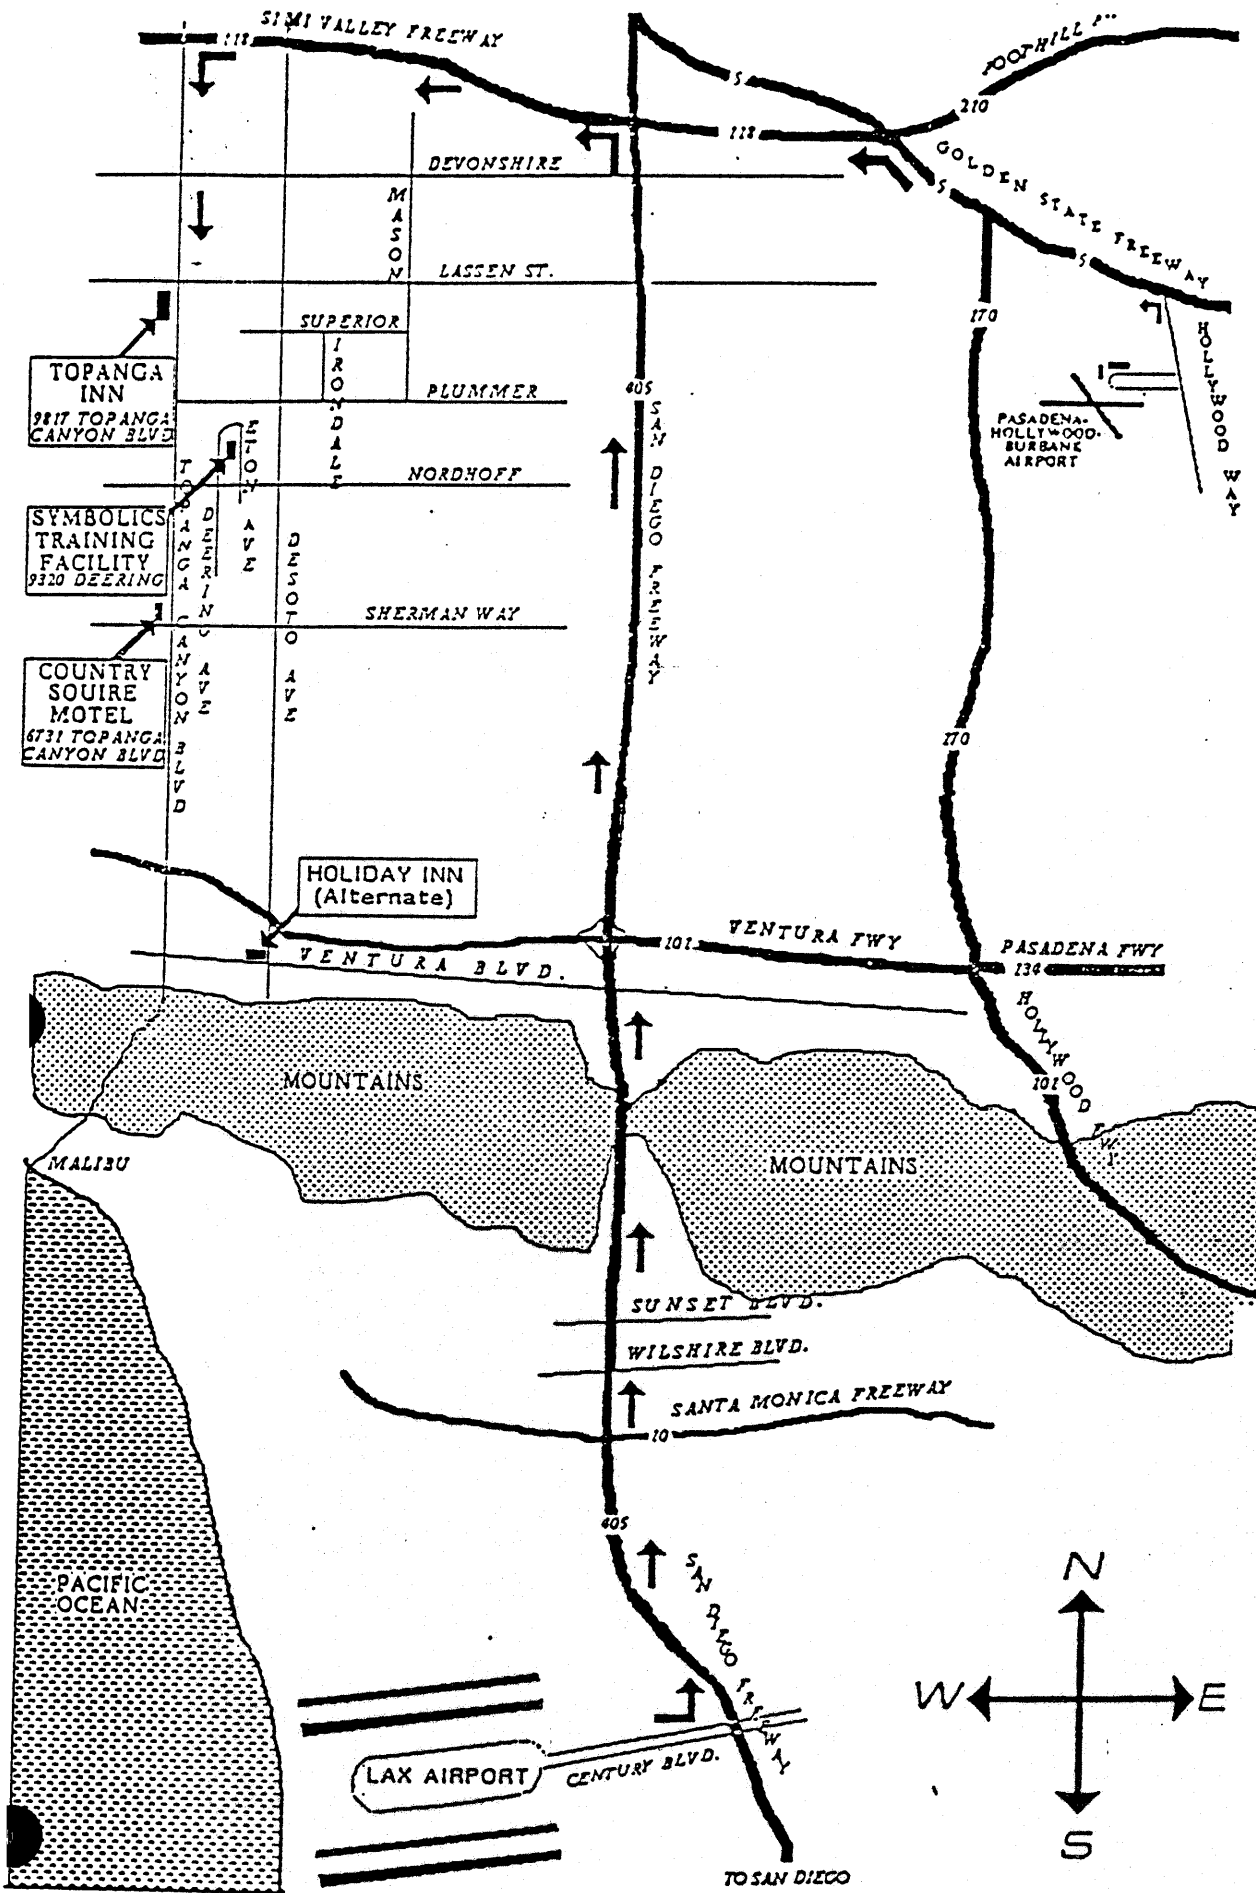 SIMI VALLEY FREEWAY
118
5
FOOTHILL
210
118
GOLDEN STATE FREEWAY
5
5
DEVONSHIRE
MASON
LASSEN ST.
170
HOLLYWOOD WAY
SUPERIOR
IRONDALE
TOPANGA
INN
9817 TOPANGA
CANYON BLVD
PLUMMER
405
SAN DIEGO FREEWAY
PASADENA-
HOLLYWOOD-
BURBANK
AIRPORT
ETON AVE
NORDHOFF
TOPANGA CANYON BLVD
DEERING AVE
DESOTO AVE
SYMBOLICS
TRAINING
FACILITY
9320 DEERING
SHERMAN WAY
COUNTRY
SQUIRE
MOTEL
6731 TOPANGA
CANYON BLVD
170
HOLIDAY INN
(Alternate)
101
VENTURA FWY
PASADENA FWY
134
VENTURA BLVD.
HOLLYWOOD FWY
101
MOUNTAINS
MALIBU
MOUNTAINS
SUNSET BLVD.
WILSHIRE BLVD.
SANTA MONICA FREEWAY
10
405
SAN DIEGO FREEWAY
PACIFIC
OCEAN
N
W
E
S
LAX AIRPORT
CENTURY BLVD.
TO SAN DIEGO